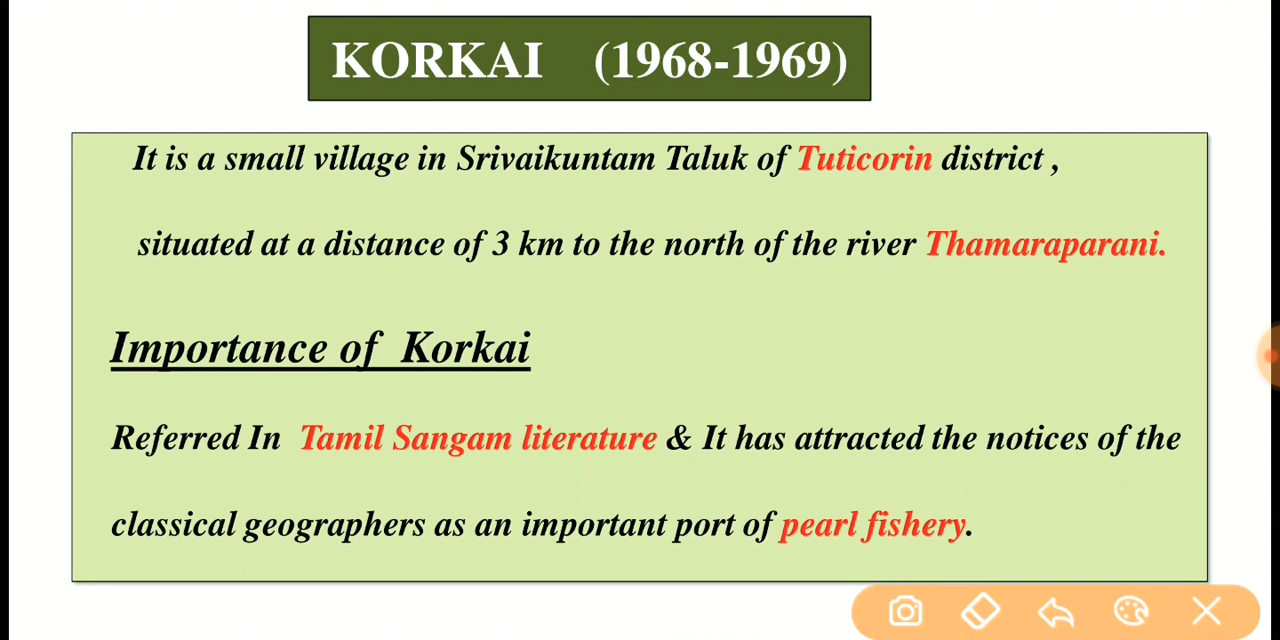 KORKAI (1968-1969)
It is a small village in Srivaikuntam Taluk of Tuticorin district ,
situated at a distance of 3 km to the north of the river Thamaraparani.
Importance of Korkai
Referred In Tamil Sangam literature & It has attracted the notices of the
classical geographers as an important port of pearl fishery.